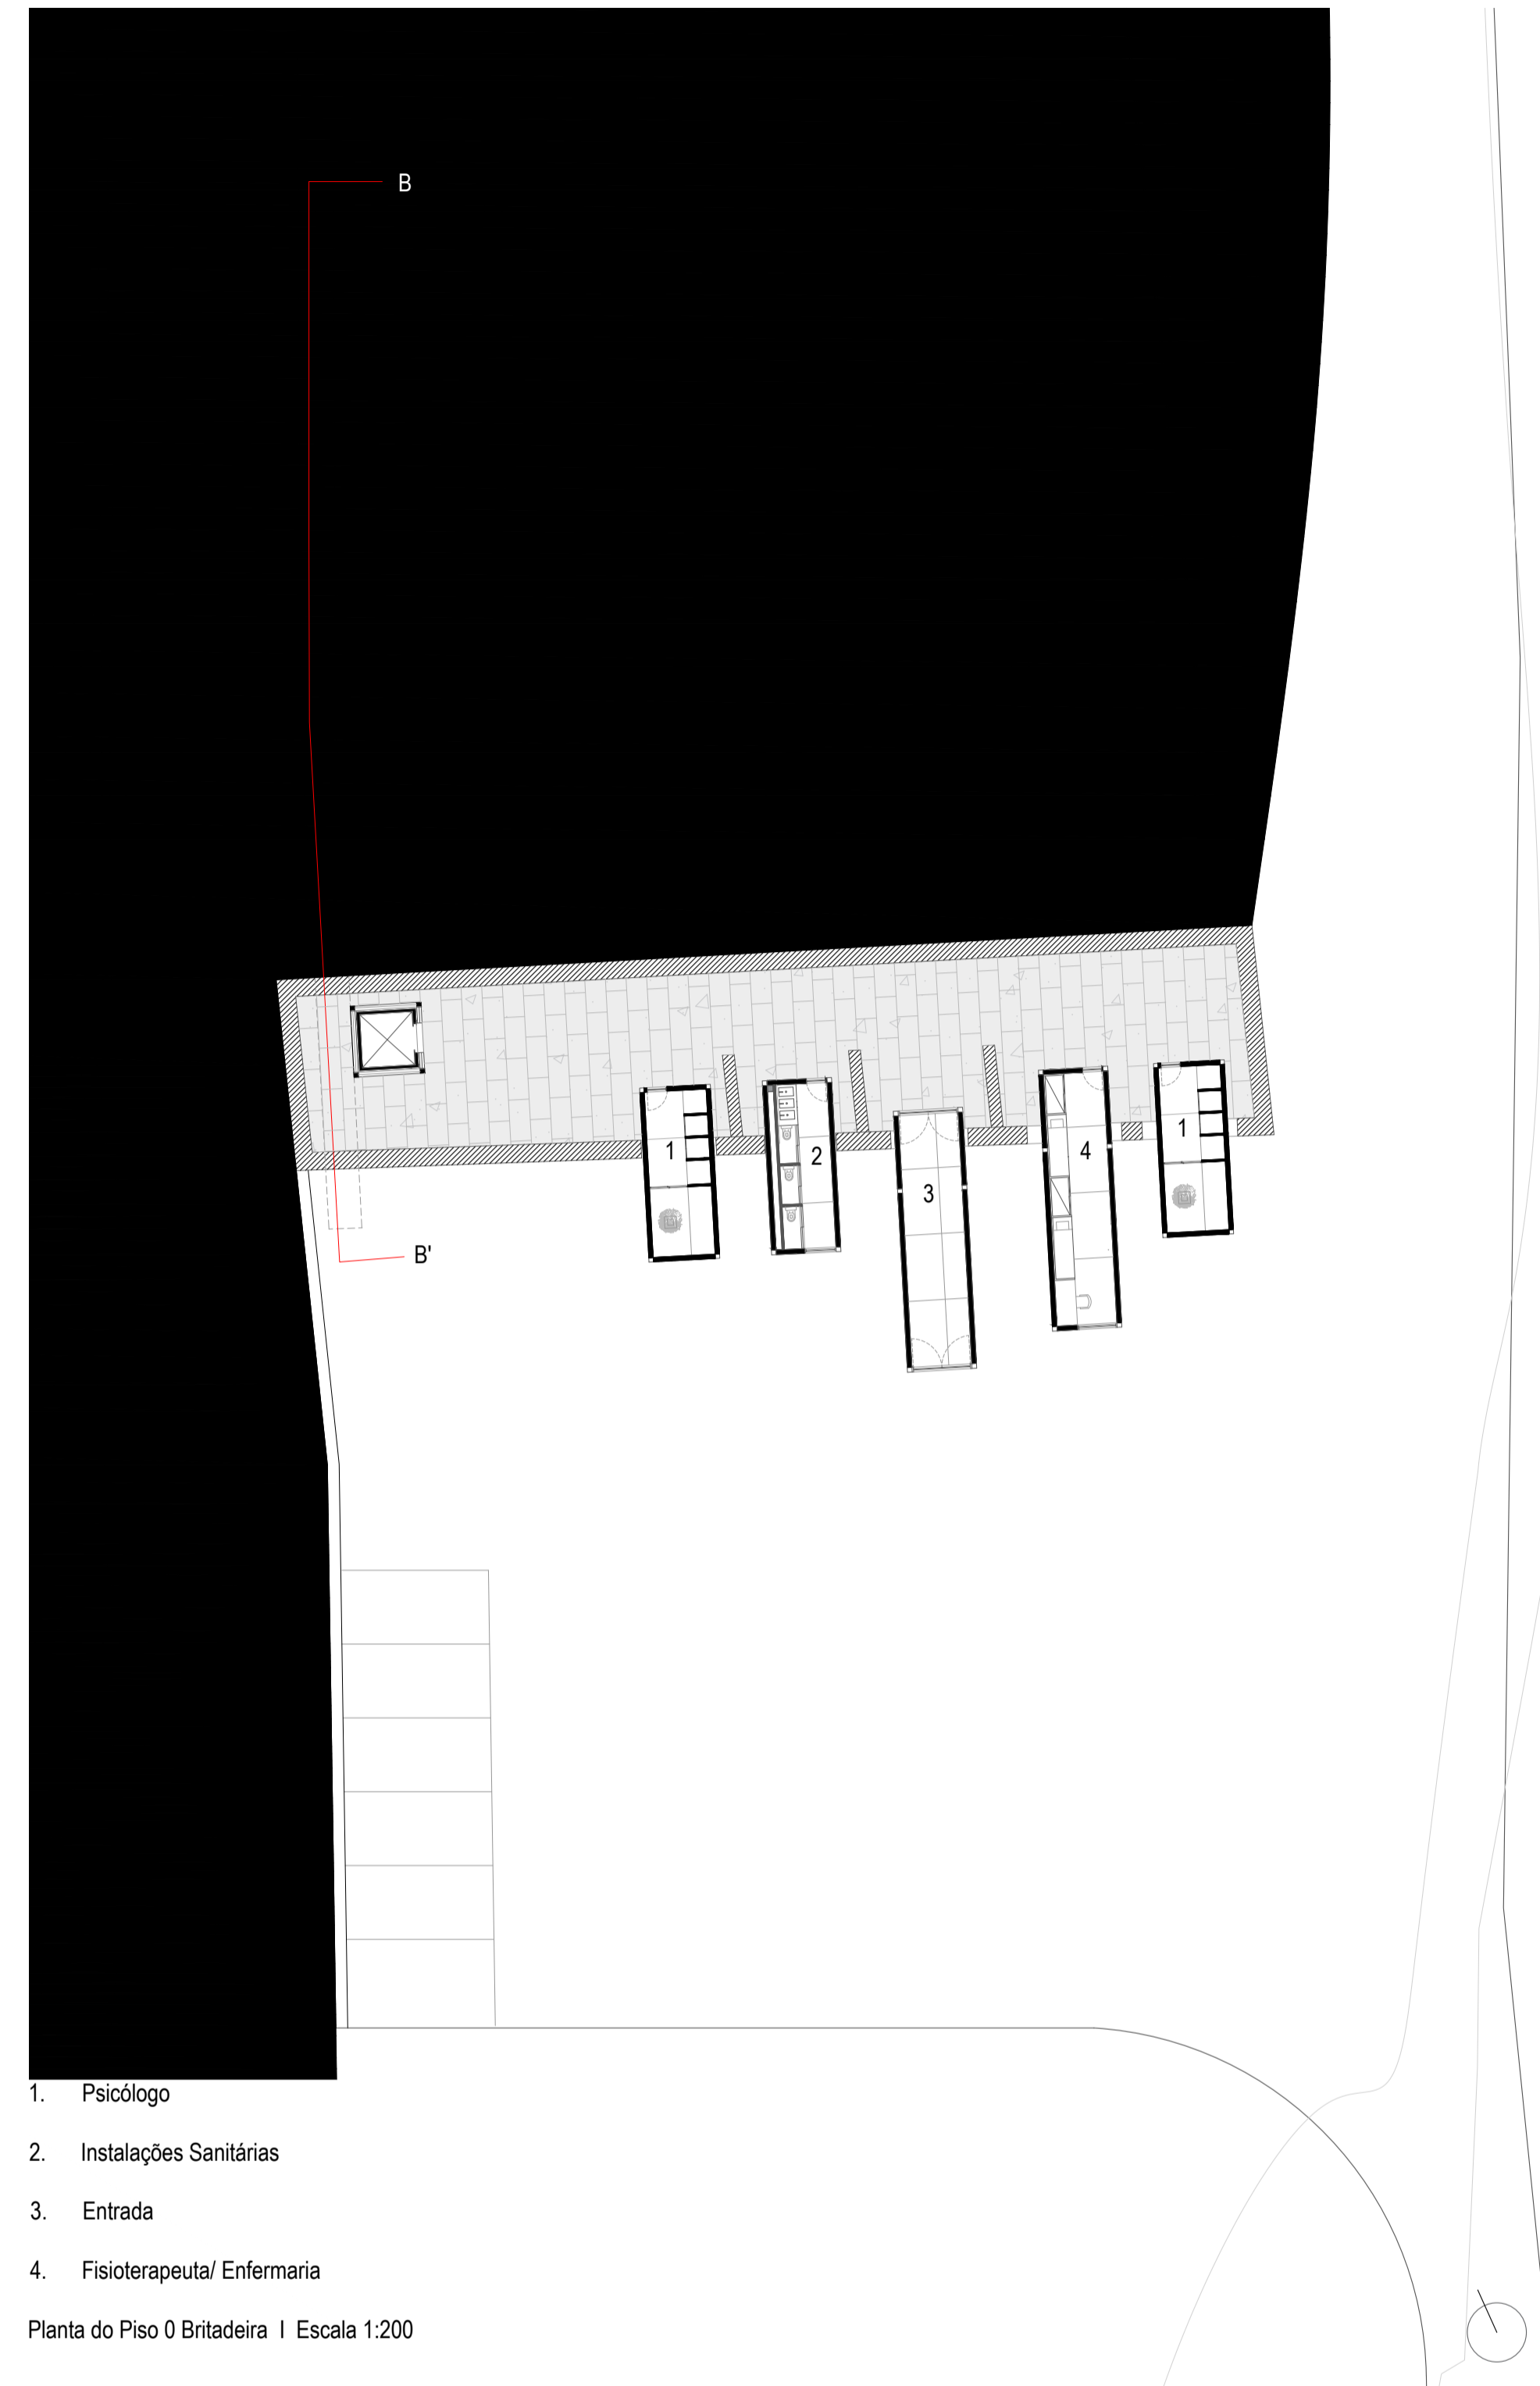 B
1
2
3
4
1
B'
1. Psicólogo
2. Instalações Sanitárias
3. Entrada
4. Fisioterapeuta/ Enfermaria
Planta do Piso 0 Britadeira I Escala 1:200